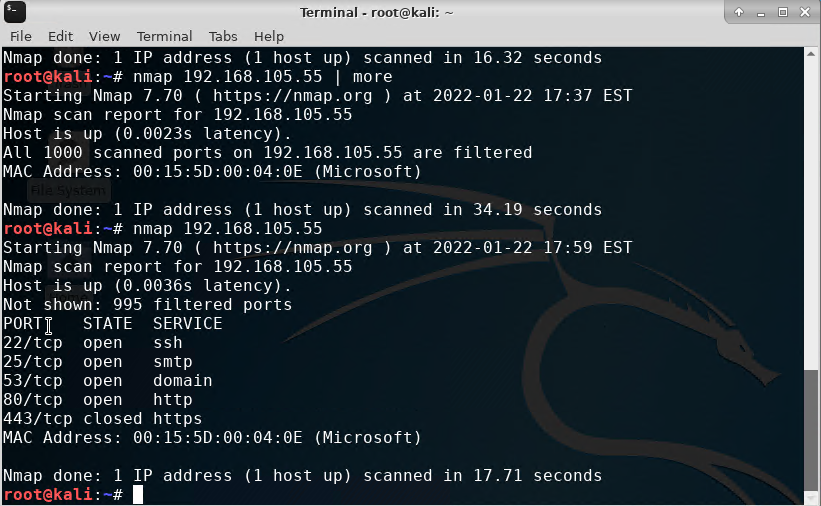 Terminal - root@kali: ~
File Edit View Terminal Tabs Help
Nmap done: 1 IP address (1 host up) scanned in 16.32 seconds
root@kali:~# nmap 192.168.105.55 | more
Starting Nmap 7.70 ( https://nmap.org ) at 2022-01-22 17:37 EST
Nmap scan report for 192.168.105.55
Host is up (0.0023s latency).
All 1000 scanned ports on 192.168.105.55 are filtered
MAC Address: 00:15:5D:00:04:0E (Microsoft)
File System
Nmap done: 1 IP address (1 host up) scanned in 34.19 seconds
root@kali:~# nmap 192.168.105.55
Starting Nmap 7.70 ( https://nmap.org ) at 2022-01-22 17:59 EST
Nmap scan report for 192.168.105.55
Host is up (0.0036s latency).
Not shown: 995 filtered ports
PORT    STATE  SERVICE
22/tcp  open   ssh
25/tcp  open   smtp
53/tcp  open   domain
80/tcp  open   http
443/tcp closed https
MAC Address: 00:15:5D:00:04:0E (Microsoft)
Nmap done: 1 IP address (1 host up) scanned in 17.71 seconds
root@kali:~#